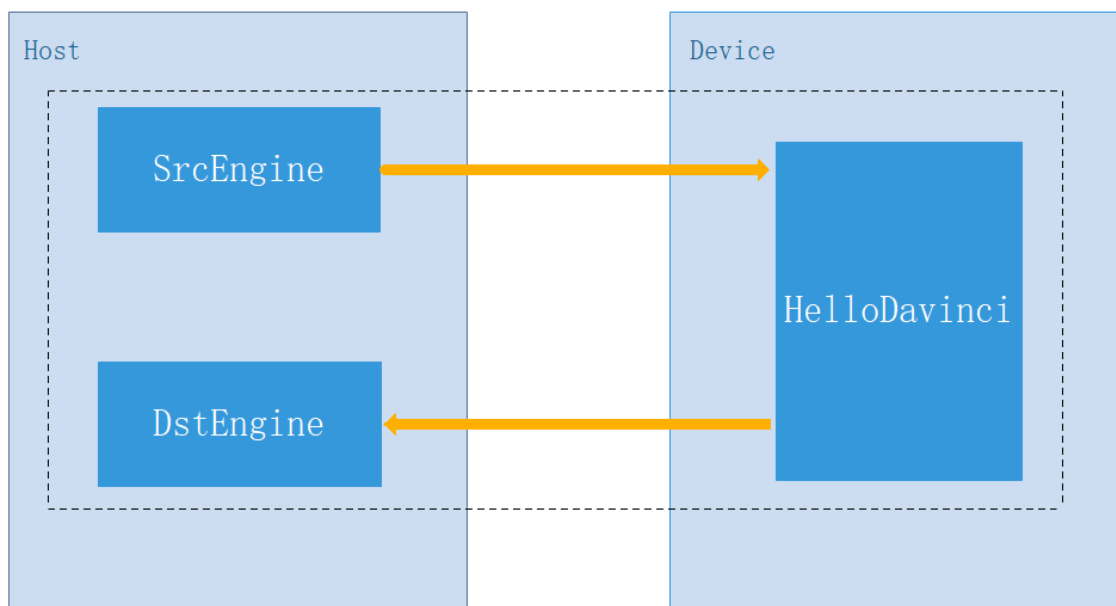 Host
Device
SrcEngine
HelloDavinci
DstEngine